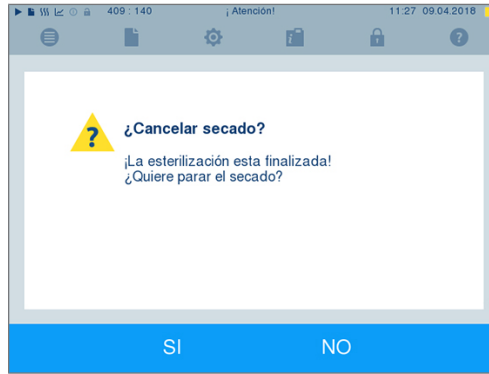 409 : 140 ¡ Atención! 11:27 09.04.2018
¿Cancelar secado?
¡La esterilización esta finalizada!
¿Quiere parar el secado?
SI NO